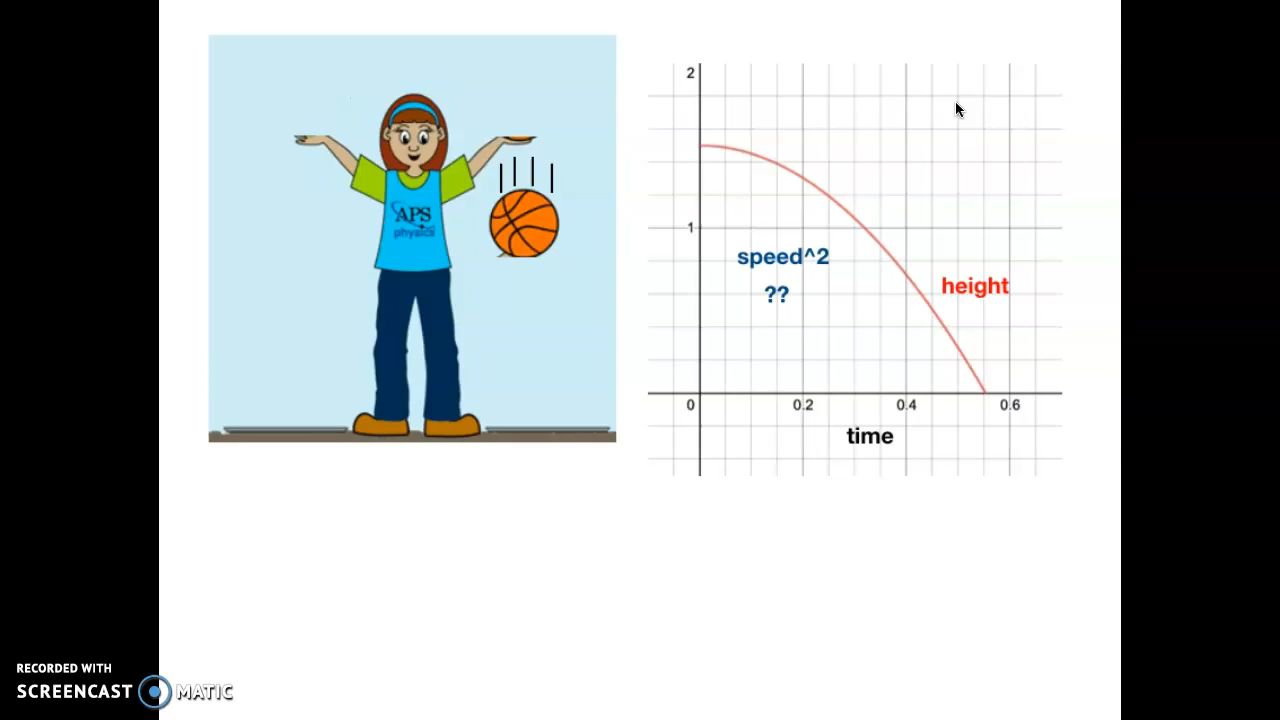 APS
physics
2
1
speed^2
??
height
0
0.2
0.4
0.6
time
RECORDED WITH
SCREENCAST MATIC